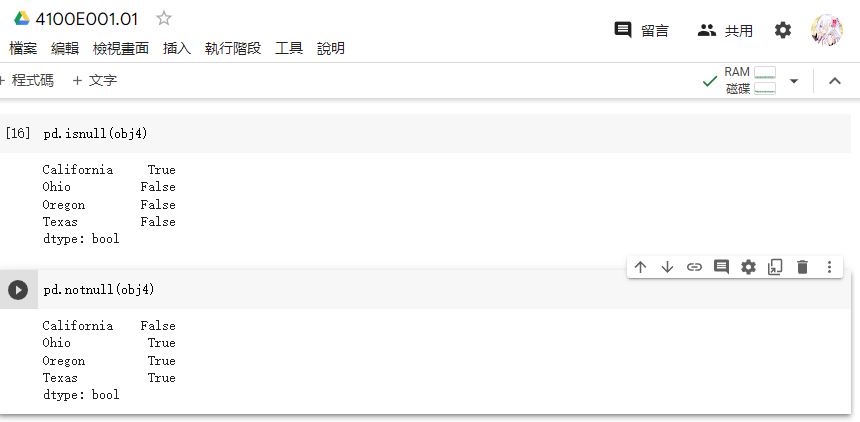 4100E001.01
留言
共用
檔案 編輯 檢視畫面 插入 執行階段 工具 說明
+ 程式碼 + 文字
RAM
磁碟
[16] pd.isnull(obj4)
California True
Ohio False
Oregon False
Texas False
dtype: bool
pd.notnull(obj4)
California False
Ohio True
Oregon True
Texas True
dtype: bool